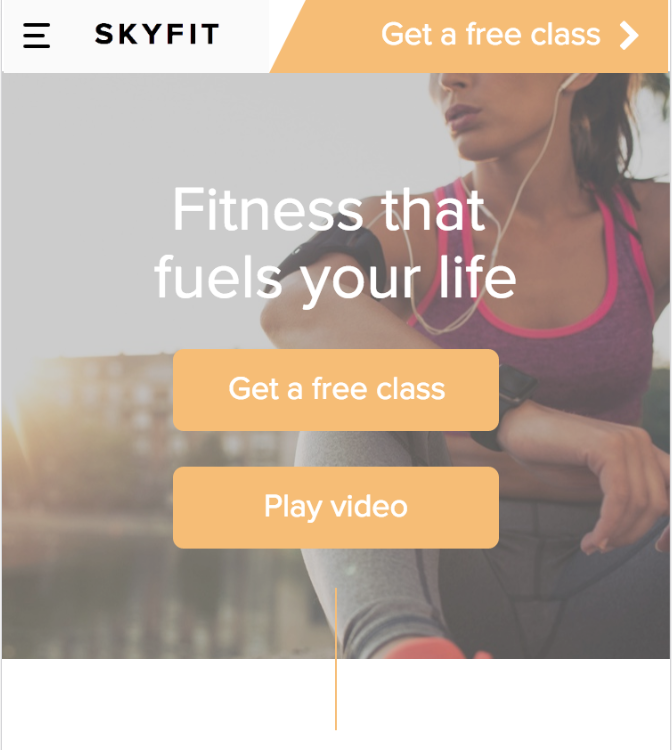 SKYFIT
Get a free class
Fitness that
fuels your life
Get a free class
Play video